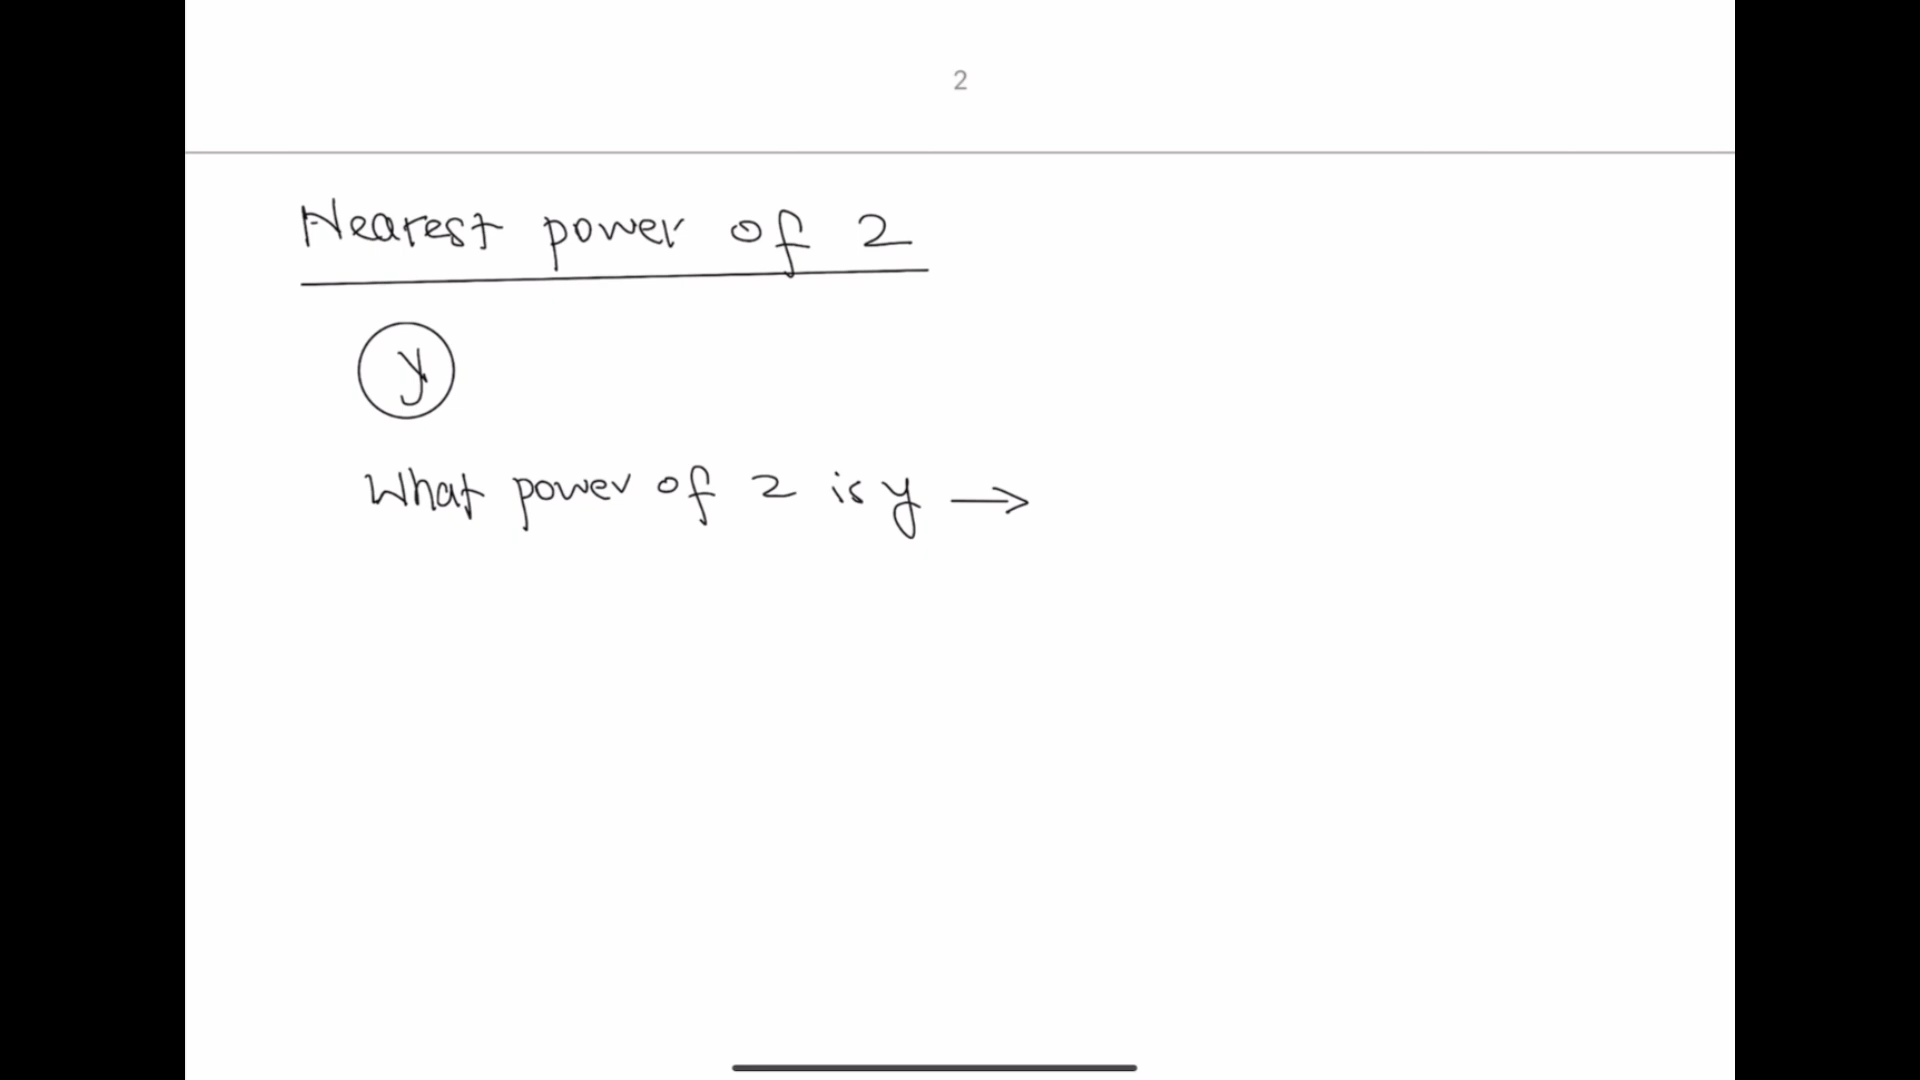 2
Nearest power of 2
y
What power of 2 is y →